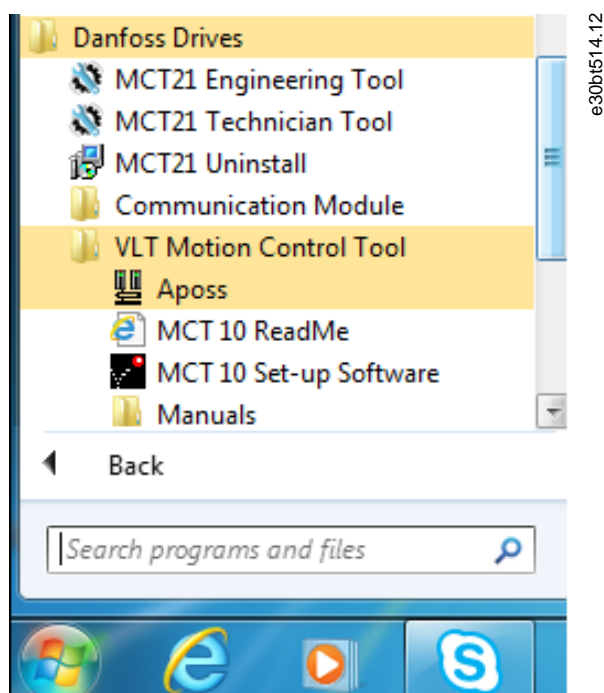 Danfoss Drives
MCT21 Engineering Tool
MCT21 Technician Tool
MCT21 Uninstall
Communication Module
VLT Motion Control Tool
Aposs
MCT 10 ReadMe
MCT 10 Set-up Software
Manuals
Back
Search programs and files
e30bt514.12